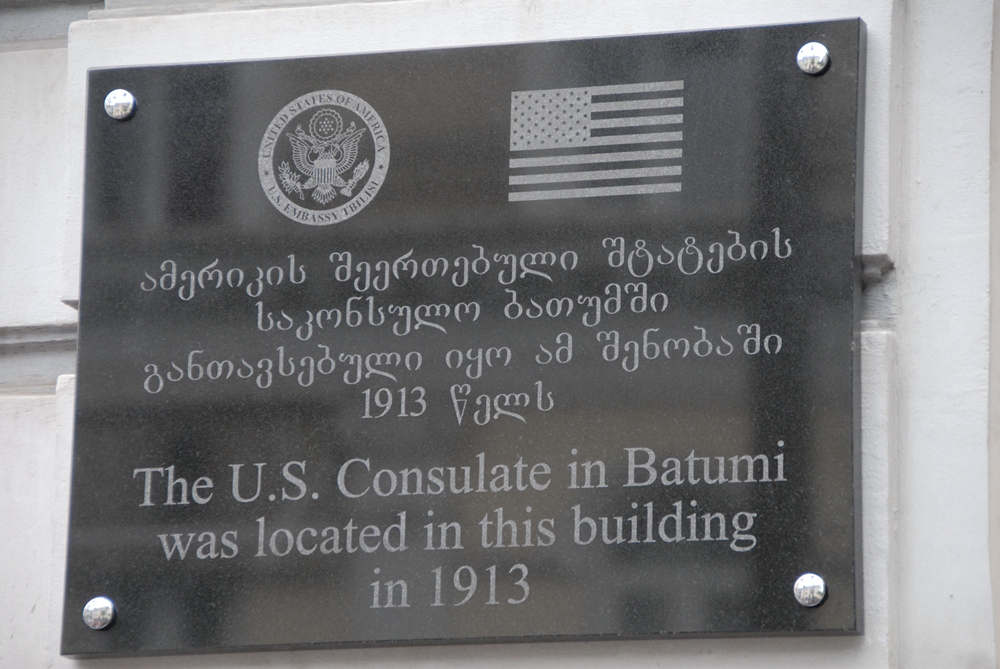 UNITED STATES OF AMERICA
U.S. EMBASSY TBILISI
ამერიკის შეერთებული შტატების
საკონსულო ბათუმში
განთავსებული იყო ამ შენობაში
1913 წელს
The U.S. Consulate in Batumi
was located in this building
in 1913